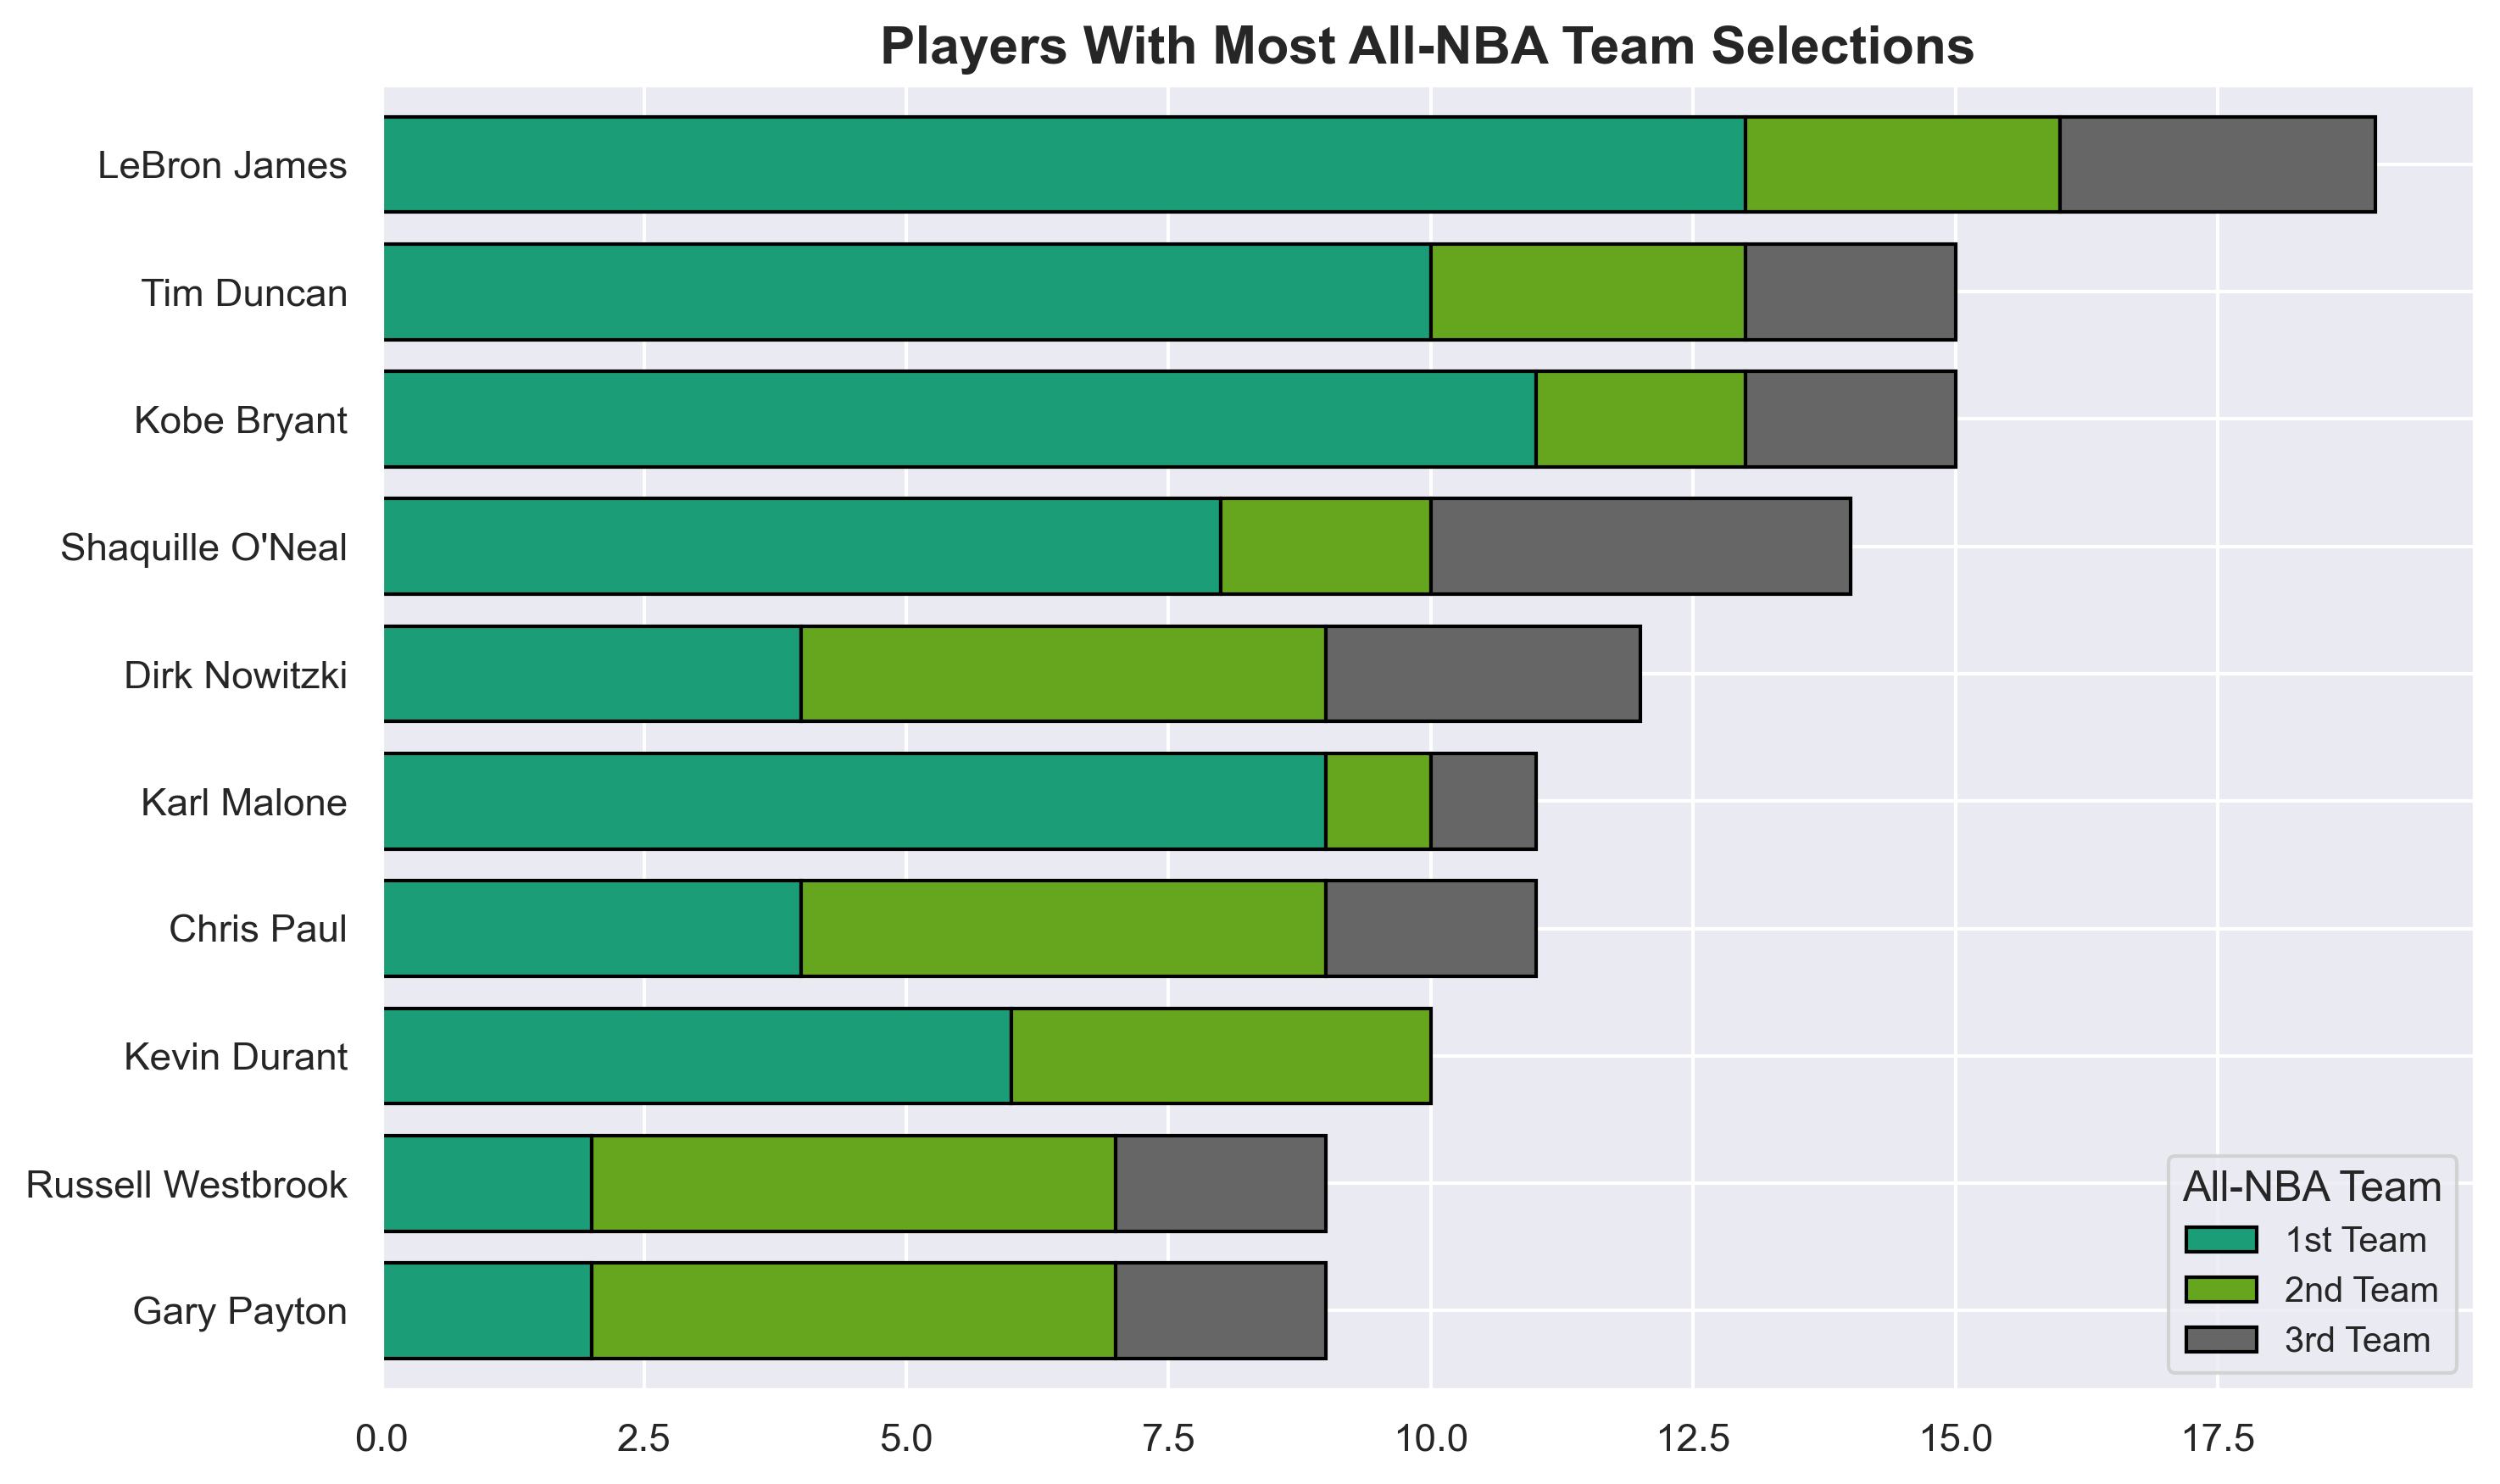 Players With Most All-NBA Team Selections
LeBron James
Tim Duncan
Kobe Bryant
Shaquille O'Neal
Dirk Nowitzki
Karl Malone
Chris Paul
Kevin Durant
Russell Westbrook
Gary Payton
All-NBA Team
1st Team
2nd Team
3rd Team
0.0 2.5 5.0 7.5 10.0 12.5 15.0 17.5